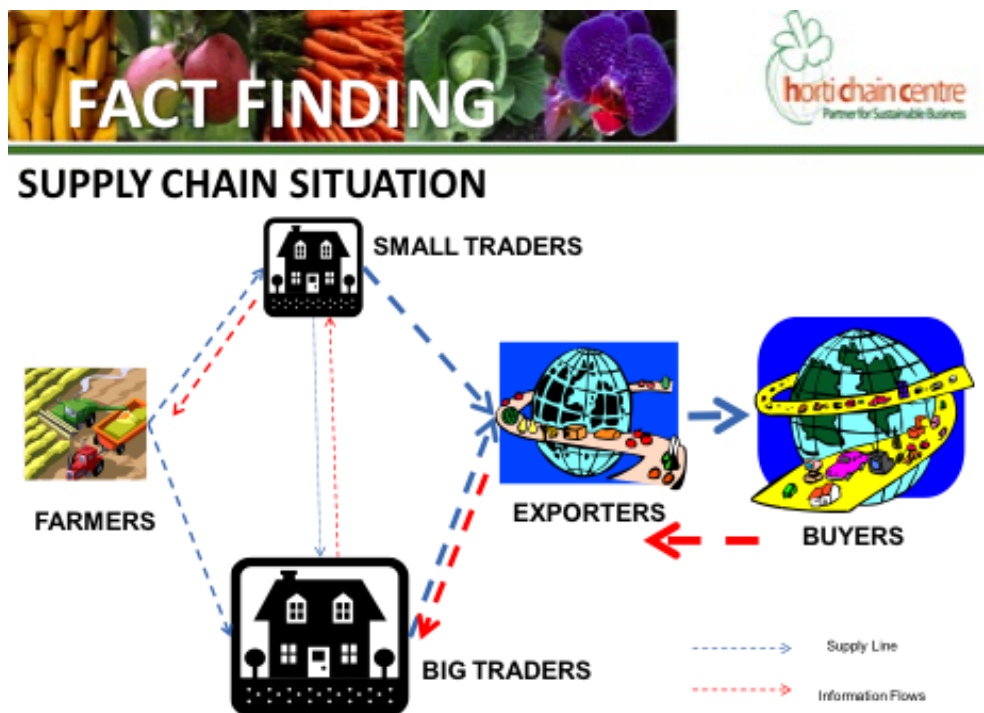 FACT FINDING
horti chain centre
Partner for Sustainable Business
SUPPLY CHAIN SITUATION
SMALL TRADERS
FARMERS
EXPORTERS
BUYERS
BIG TRADERS
Supply Line
Information Flows